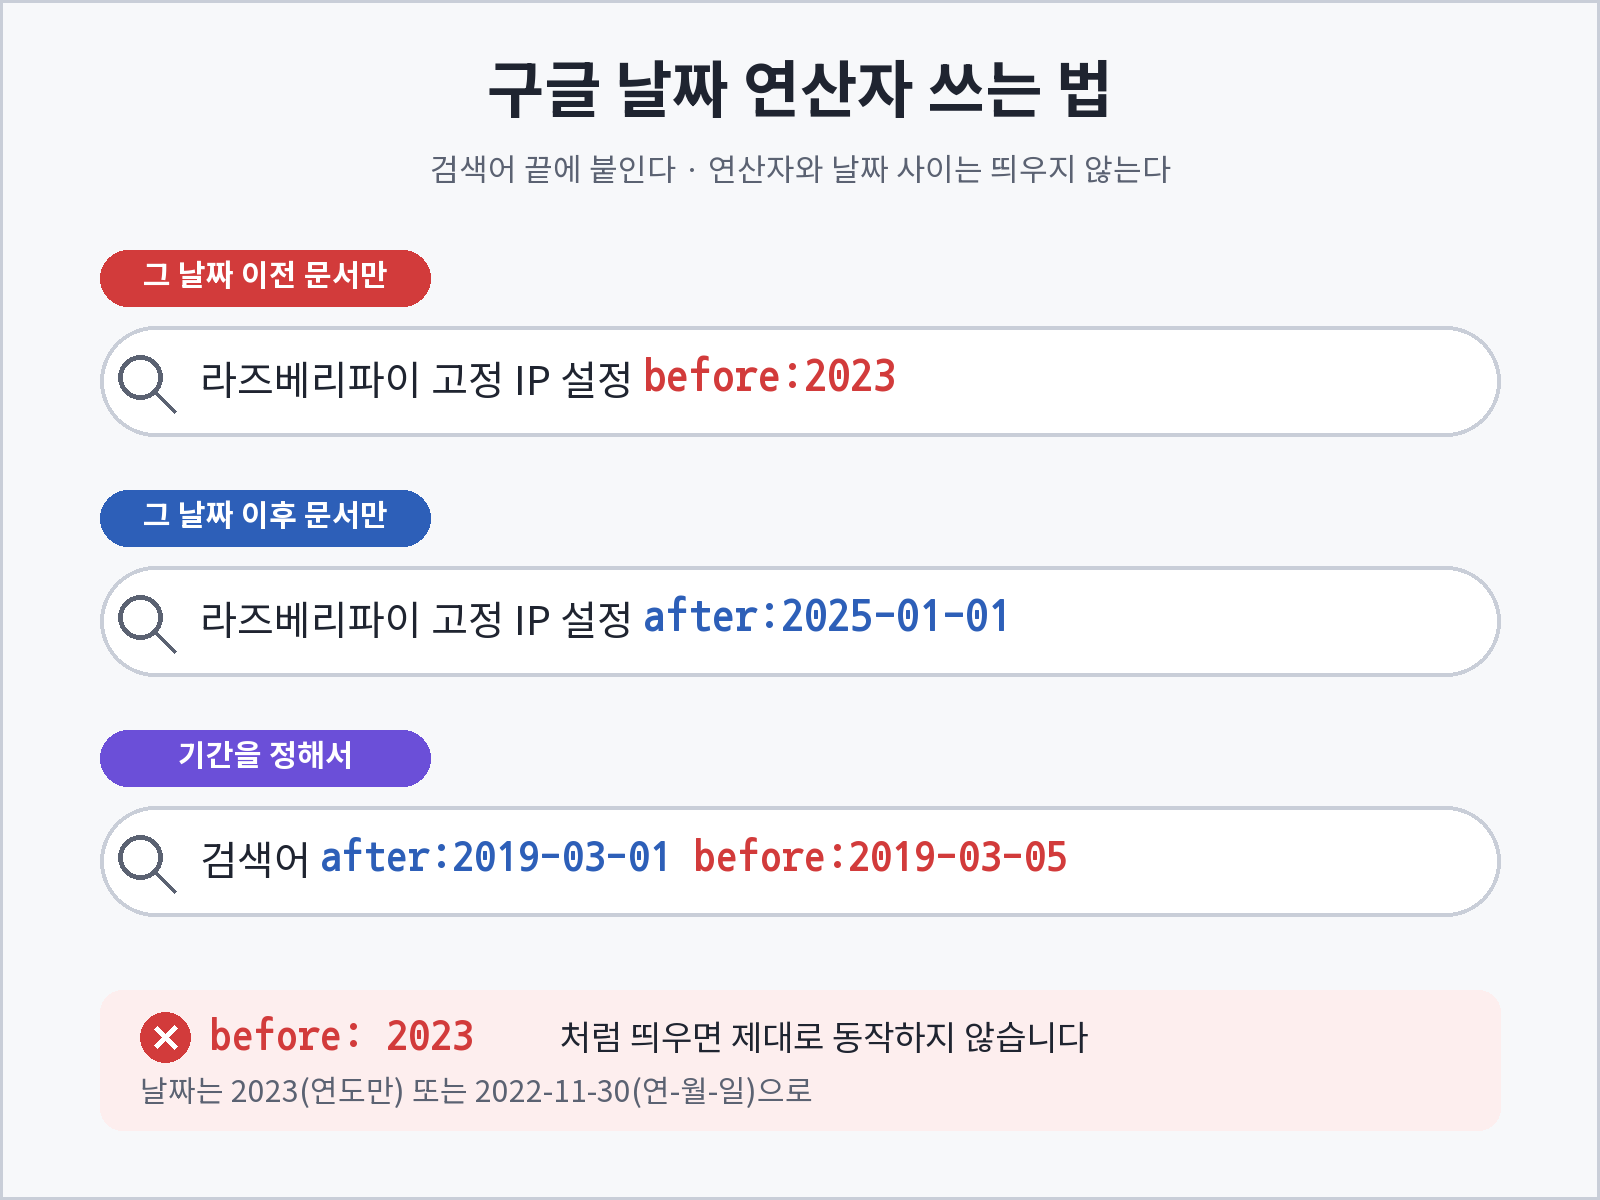 구글 날짜 연산자 쓰는 법
검색어 끝에 붙인다 · 연산자와 날짜 사이는 띄우지 않는다
그 날짜 이전 문서만
라즈베리파이 고정 IP 설정 before:2023
그 날짜 이후 문서만
라즈베리파이 고정 IP 설정 after:2025-01-01
기간을 정해서
검색어 after:2019-03-01 before:2019-03-05
before: 2023 처럼 띄우면 제대로 동작하지 않습니다
날짜는 2023(연도만) 또는 2022-11-30(연-월-일)으로